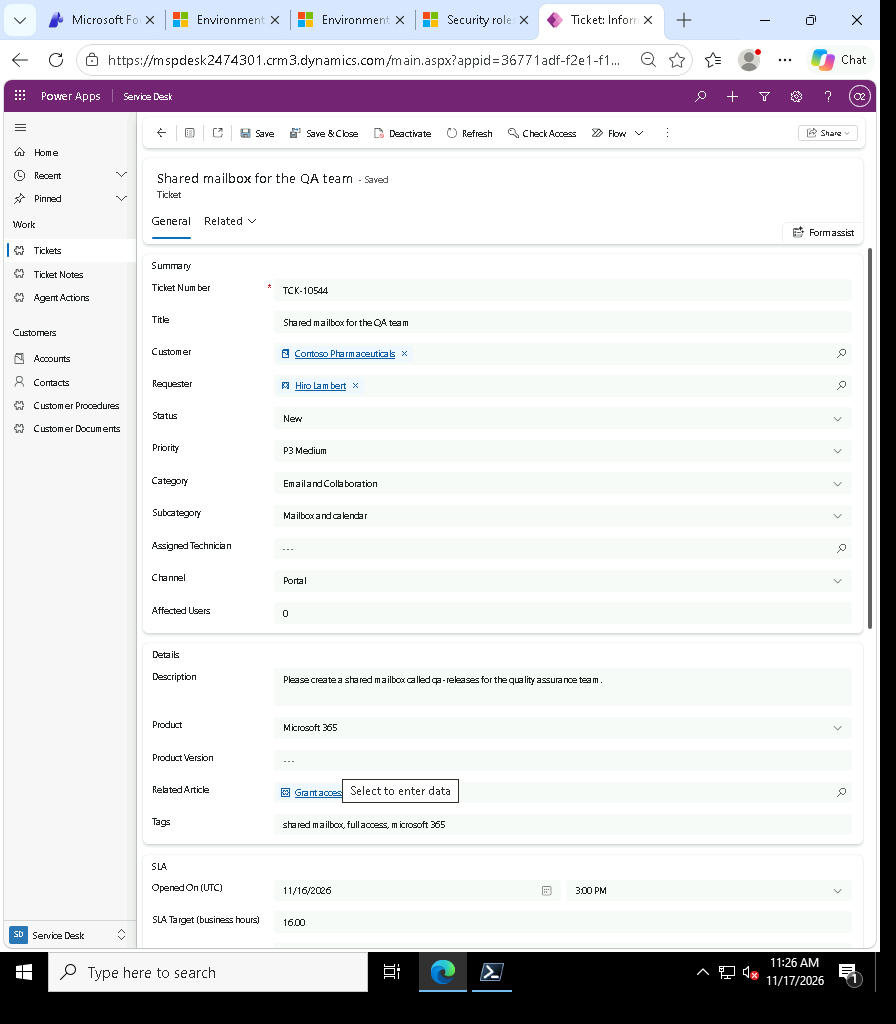 Microsoft Fo
Environment
Environment
Security role
Ticket: Inform
https://mspdesk2474301.crm3.dynamics.com/main.aspx?appid=36771adf-f2e1-f1...
Chat
Power Apps
Service Desk
Save
Save & Close
Deactivate
Refresh
Check Access
Flow
Share
Home
Recent
Pinned
Work
Tickets
Ticket Notes
Agent Actions
Customers
Accounts
Contacts
Customer Procedures
Customer Documents
SD
Service Desk
Shared mailbox for the QA team - Saved
Ticket
General
Related
Form assist
Summary
Ticket Number * TCK-10544
Title Shared mailbox for the QA team
Customer Contoso Pharmaceuticals
Requester Hiro Lambert
Status New
Priority P3 Medium
Category Email and Collaboration
Subcategory Mailbox and calendar
Assigned Technician ---
Channel Portal
Affected Users 0
Details
Description Please create a shared mailbox called qa-releases for the quality assurance team.
Product Microsoft 365
Product Version ---
Related Article Grant access
Select to enter data
Tags shared mailbox, full access, microsoft 365
SLA
Opened On (UTC) 11/16/2026 3:00 PM
SLA Target (business hours) 16.00
Type here to search
11:26 AM
11/17/2026
1